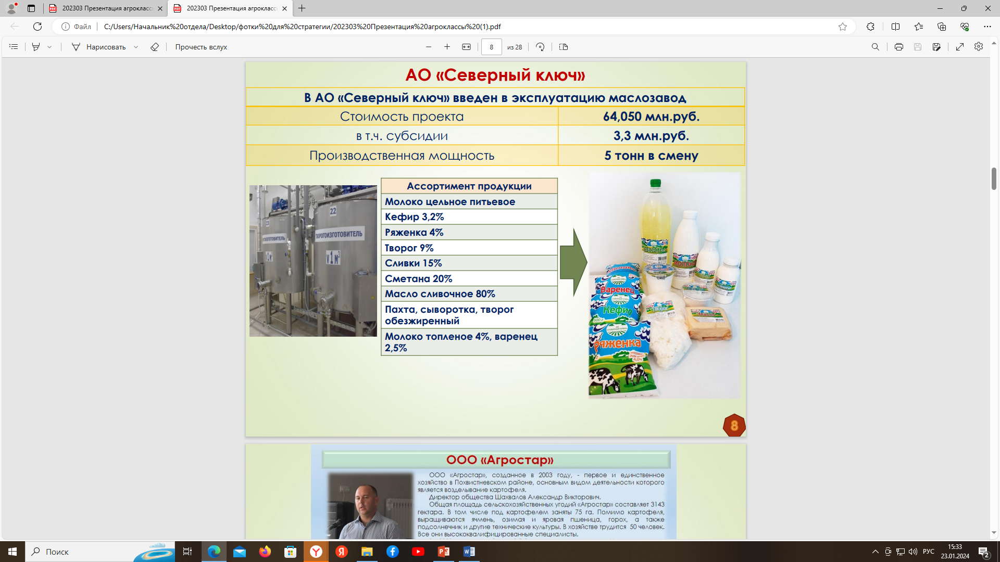 202303 Презентация агрокласс
202303 Презентация агрокласс
Файл
C:/Users/Начальник%20отдела/Desktop/фотки%20для%20стратегии/202303%20Презентация%20агроклассы%20(1).pdf
Нарисовать
Прочесть вслух
8
из 28
АО «Северный ключ»
В АО «Северный ключ» введен в эксплуатацию маслозавод
Стоимость проекта 64,050 млн.руб.
в т.ч. субсидии 3,3 млн.руб.
Производственная мощность 5 тонн в смену
22
ТВОРОГОИЗГОТОВИТЕЛЬ
V1М³
Ассортимент продукции
Молоко цельное питьевое
Кефир 3,2%
Ряженка 4%
Творог 9%
Сливки 15%
Сметана 20%
Масло сливочное 80%
Пахта, сыворотка, творог
обезжиренный
Молоко топленое 4%, варенец
2,5%
СЫВОРОТКА
МОЛОКО
Молоко
Варенец
Кефир
500 г
Масло
СЕВЕРНЫЙ КЛЮЧ
Ряженка
4,0%
8
ООО «Агростар»
ООО «Агростар», созданное в 2003 году, - первое и единственное
хозяйство в Похвистневском районе, основным видом деятельности которого
является возделывание картофеля.
Директор общества Шахвалов Александр Викторович.
Общая площадь сельскохозяйственных угодий «Агростар» составляет 3143
гектара. В том числе под картофелем заняты 75 га. Помимо картофеля,
выращиваются ячмень, озимая и яровая пшеница, горох, а также
подсолнечник и другие технические культуры. В хозяйстве трудится 50 человек.
Все они высококвалифицированные специалисты.
Поиск
РУС
15:33
23.01.2024
2